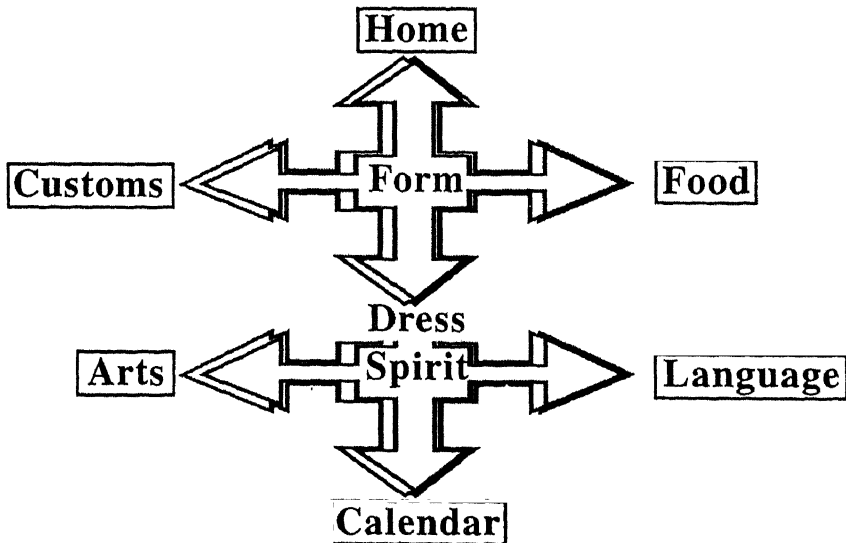 Home
Customs
Form
Food
Dress
Arts
Spirit
Language
Calendar